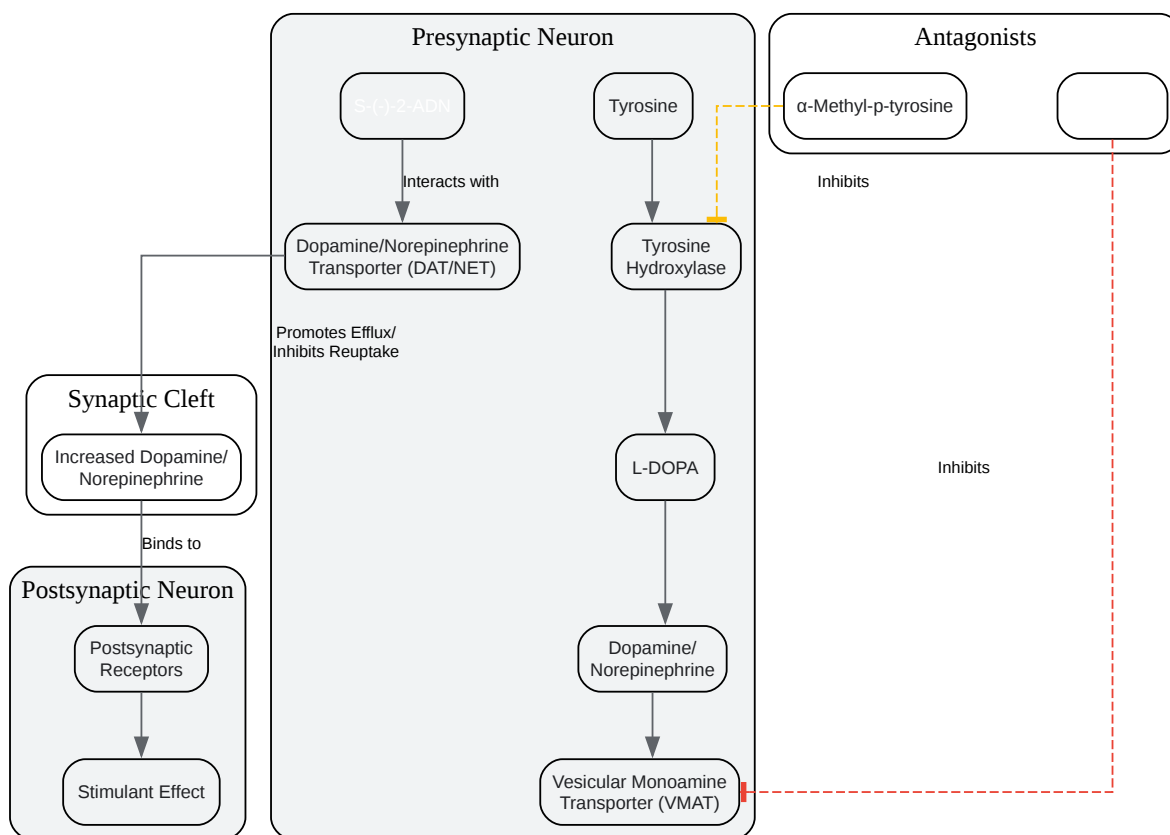 Presynaptic Neuron
Antagonists
S-(-)-2-ADN
Tyrosine
α-Methyl-p-tyrosine
Interacts with
Inhibits
Dopamine/Norepinephrine
Transporter (DAT/NET)
Tyrosine
Hydroxylase
Promotes Efflux/
Inhibits Reuptake
Synaptic Cleft
Increased Dopamine/
Norepinephrine
L-DOPA
Inhibits
Binds to
Postsynaptic Neuron
Postsynaptic
Receptors
Dopamine/
Norepinephrine
Stimulant Effect
Vesicular Monoamine
Transporter (VMAT)